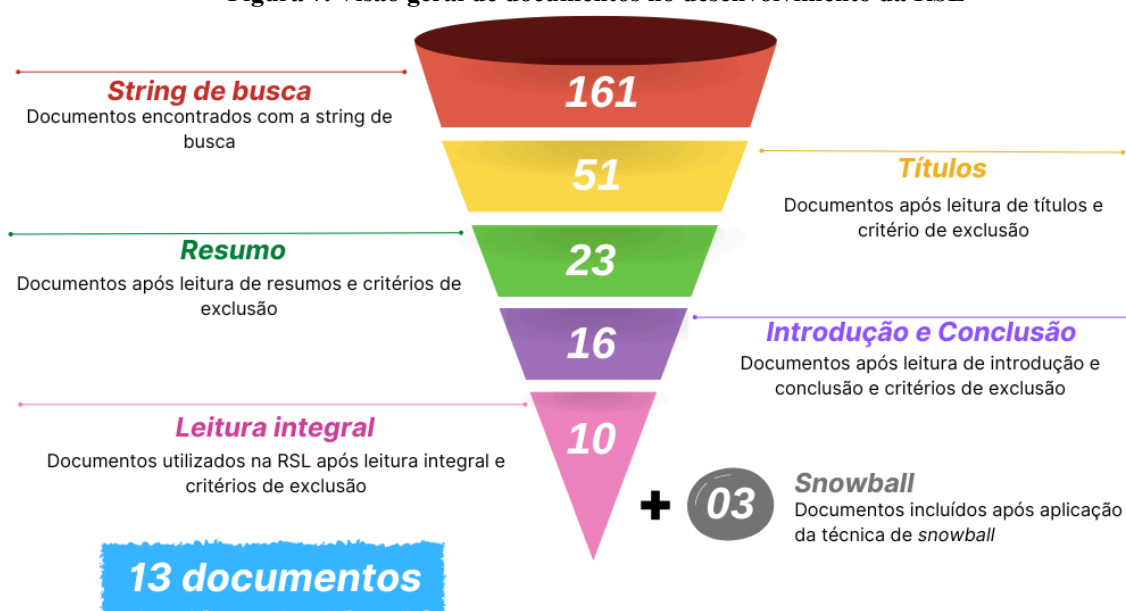 String de busca
Documentos encontrados com a string de
busca
161
51
Títulos
Documentos após leitura de títulos e
critério de exclusão
Resumo
Documentos após leitura de resumos e critérios de
exclusão
23
16
Introdução e Conclusão
Documentos após leitura de introdução e
conclusão e critérios de exclusão
Leitura integral
Documentos utilizados na RSL após leitura integral e
critérios de exclusão
10
03
Snowball
Documentos incluídos após aplicação
da técnica de snowball
13 documentos